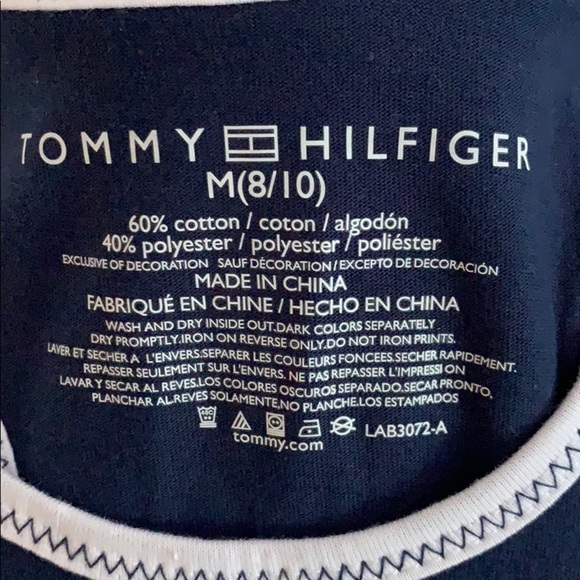 TOMMY HILFIGER
M(8/10)
60% cotton / coton / algodón
40% polyester / polyester / poliéster
EXCLUSIVE OF DECORATION SAUF DÉCORATION/EXCEPTO DE DECORACIÓN
MADE IN CHINA
FABRIQUÉ EN CHINE / HECHO EN CHINA
WASH AND DRY INSIDE OUT.DARK COLORS SEPARATELY
DRY PROMPTLY.IRON ON REVERSE ONLY.DO NOT IRON PRINTS.
LAVER ET SECHER A L'ENVERS.SEPARER LES COULEURS FONCEES.SECHER RAPIDEMENT.
REPASSER SEULEMENT SUR L'ENVERS. NE PAS REPASSER L'IMPRESSION
LAVAR Y SECAR AL REVES.LOS COLORES OSCUROS SEPARADO.SECAR PRONTO.
PLANCHAR AL.REVES SOLAMENTE,NO PLANCHE.LOS ESTAMPADOS
LAB3072-A
tommy.com